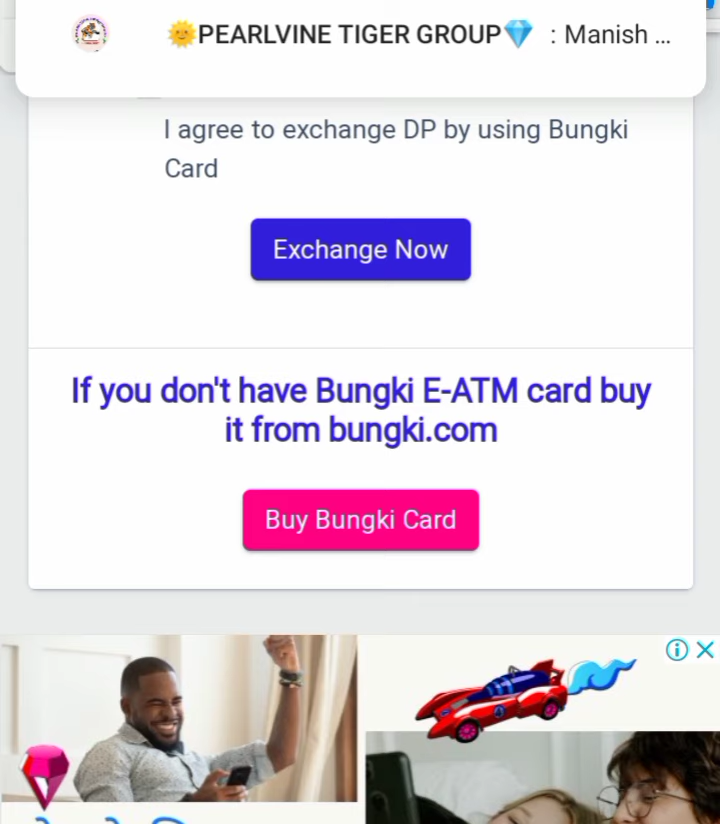 🌞PEARLVINE TIGER GROUP💎 : Manish ...
I agree to exchange DP by using Bungki
Card
Exchange Now
If you don't have Bungki E-ATM card buy
it from bungki.com
Buy Bungki Card